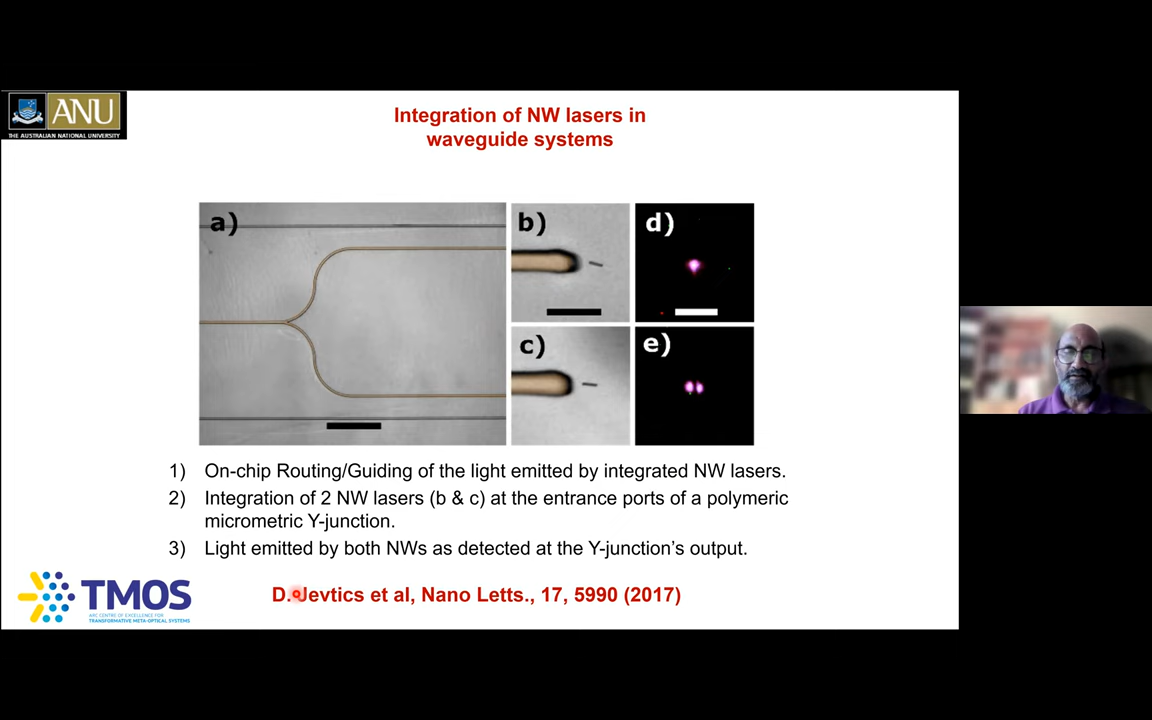 ANU
THE AUSTRALIAN NATIONAL UNIVERSITY
Integration of NW lasers in
waveguide systems
a)
b)
d)
c)
e)
1) On-chip Routing/Guiding of the light emitted by integrated NW lasers.
2) Integration of 2 NW lasers (b & c) at the entrance ports of a polymeric
micrometric Y-junction.
3) Light emitted by both NWs as detected at the Y-junction's output.
TMOS
ARC CENTRE OF EXCELLENCE FOR
TRANSFORMATIVE META-OPTICAL SYSTEMS
D. Jevtics et al, Nano Letts., 17, 5990 (2017)